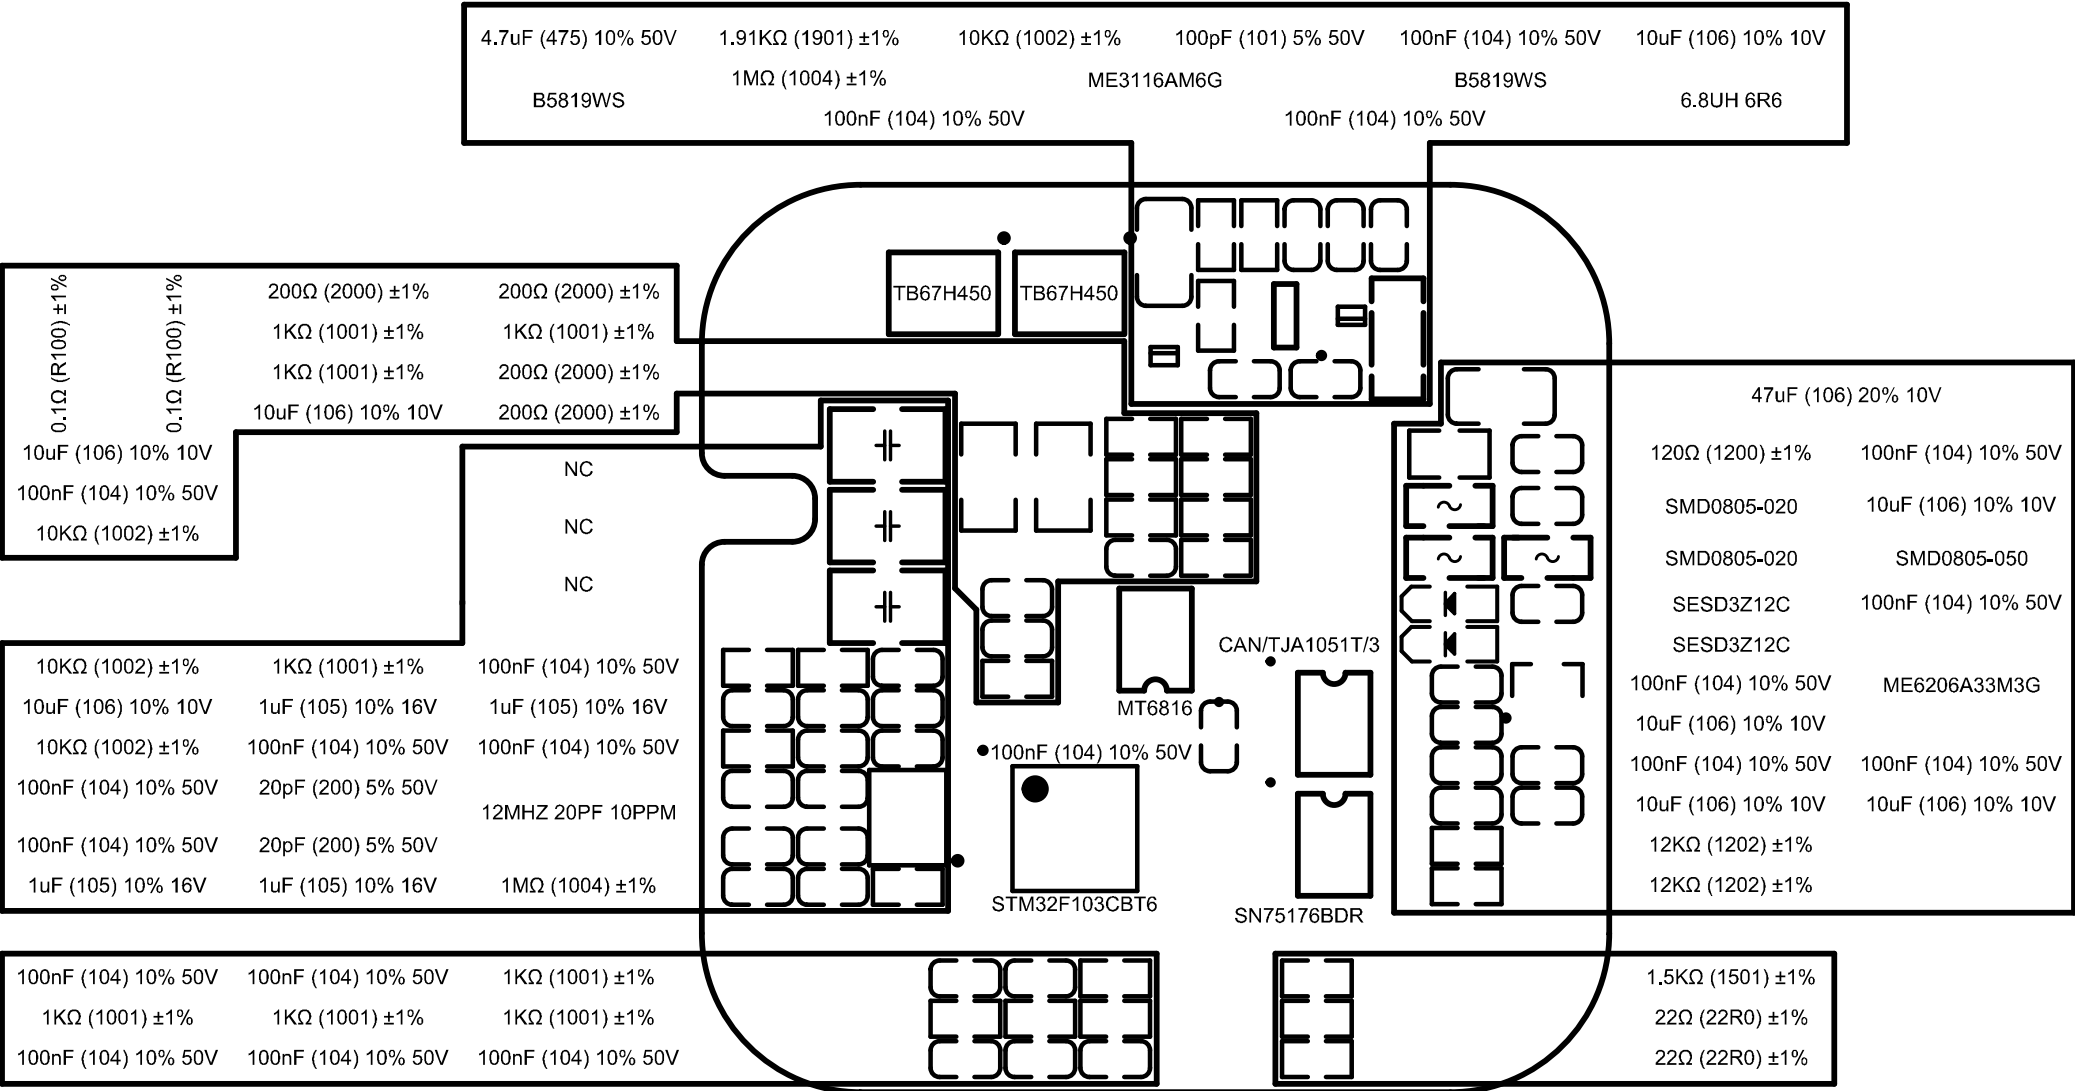 4.7uF (475) 10% 50V 1.91KΩ (1901) ±1% 10KΩ (1002) ±1% 100pF (101) 5% 50V 100nF (104) 10% 50V 10uF (106) 10% 10V
1MΩ (1004) ±1% ME3116AM6G B5819WS
B5819WS 6.8UH 6R6
100nF (104) 10% 50V 100nF (104) 10% 50V
TB67H450 TB67H450
0.1Ω (R100) ±1%
0.1Ω (R100) ±1%
200Ω (2000) ±1% 200Ω (2000) ±1%
1KΩ (1001) ±1% 1KΩ (1001) ±1%
1KΩ (1001) ±1% 200Ω (2000) ±1%
10uF (106) 10% 10V 200Ω (2000) ±1%
10uF (106) 10% 10V
100nF (104) 10% 50V
10KΩ (1002) ±1%
NC
NC
NC
10KΩ (1002) ±1% 1KΩ (1001) ±1% 100nF (104) 10% 50V
10uF (106) 10% 10V 1uF (105) 10% 16V 1uF (105) 10% 16V
10KΩ (1002) ±1% 100nF (104) 10% 50V 100nF (104) 10% 50V
100nF (104) 10% 50V 20pF (200) 5% 50V
12MHZ 20PF 10PPM
100nF (104) 10% 50V 20pF (200) 5% 50V
1uF (105) 10% 16V 1uF (105) 10% 16V 1MΩ (1004) ±1%
CAN/TJA1051T/3
MT6816
100nF (104) 10% 50V
STM32F103CBT6
SN75176BDR
47uF (106) 20% 10V
120Ω (1200) ±1% 100nF (104) 10% 50V
SMD0805-020 10uF (106) 10% 10V
SMD0805-020 SMD0805-050
SESD3Z12C 100nF (104) 10% 50V
SESD3Z12C
100nF (104) 10% 50V ME6206A33M3G
10uF (106) 10% 10V
100nF (104) 10% 50V 100nF (104) 10% 50V
10uF (106) 10% 10V 10uF (106) 10% 10V
12KΩ (1202) ±1%
12KΩ (1202) ±1%
100nF (104) 10% 50V 100nF (104) 10% 50V 1KΩ (1001) ±1%
1KΩ (1001) ±1% 1KΩ (1001) ±1% 1KΩ (1001) ±1%
100nF (104) 10% 50V 100nF (104) 10% 50V 100nF (104) 10% 50V
1.5KΩ (1501) ±1%
22Ω (22R0) ±1%
22Ω (22R0) ±1%